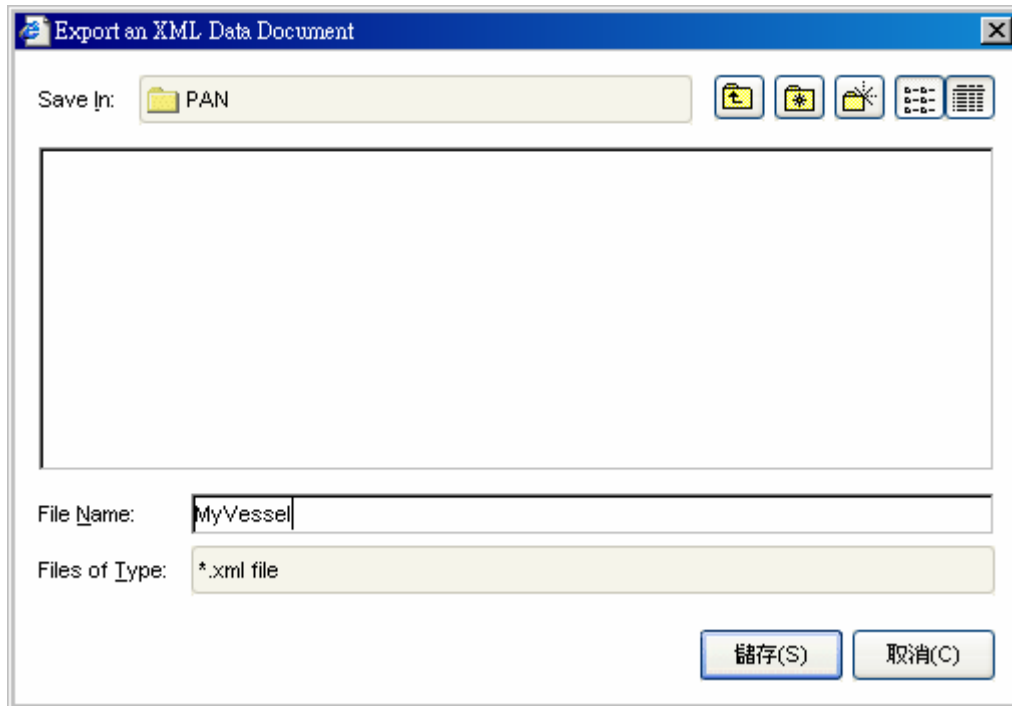 Export an XML Data Document
Save In: PAN
File Name: MyVessel
Files of Type: *.xml file
儲存(S) 取消(C)